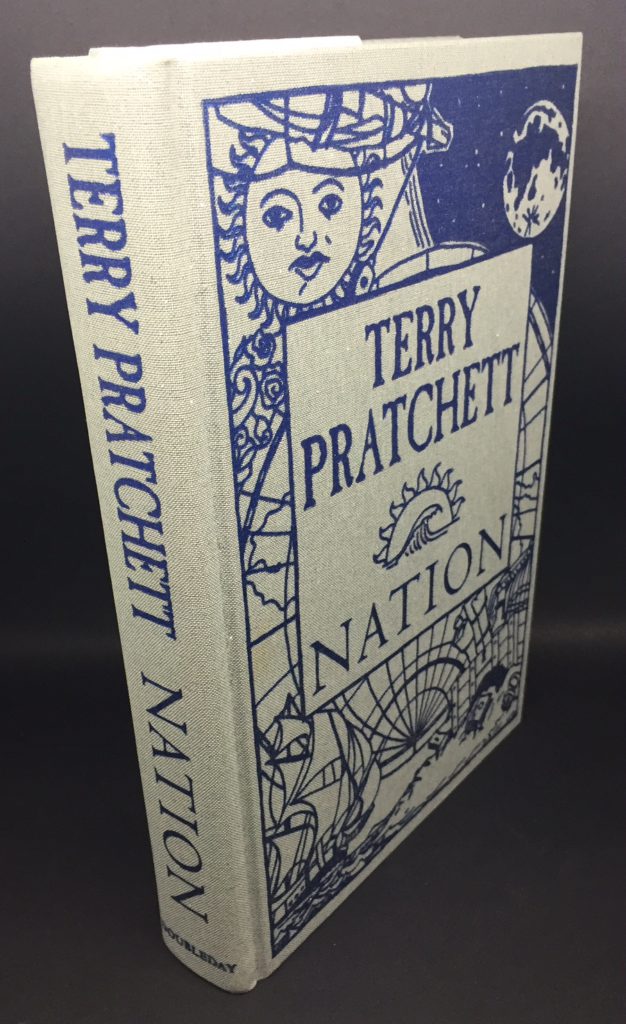 TERRY PRATCHETT NATION
DOUBLEDAY
TERRY
PRATCHETT
NATION